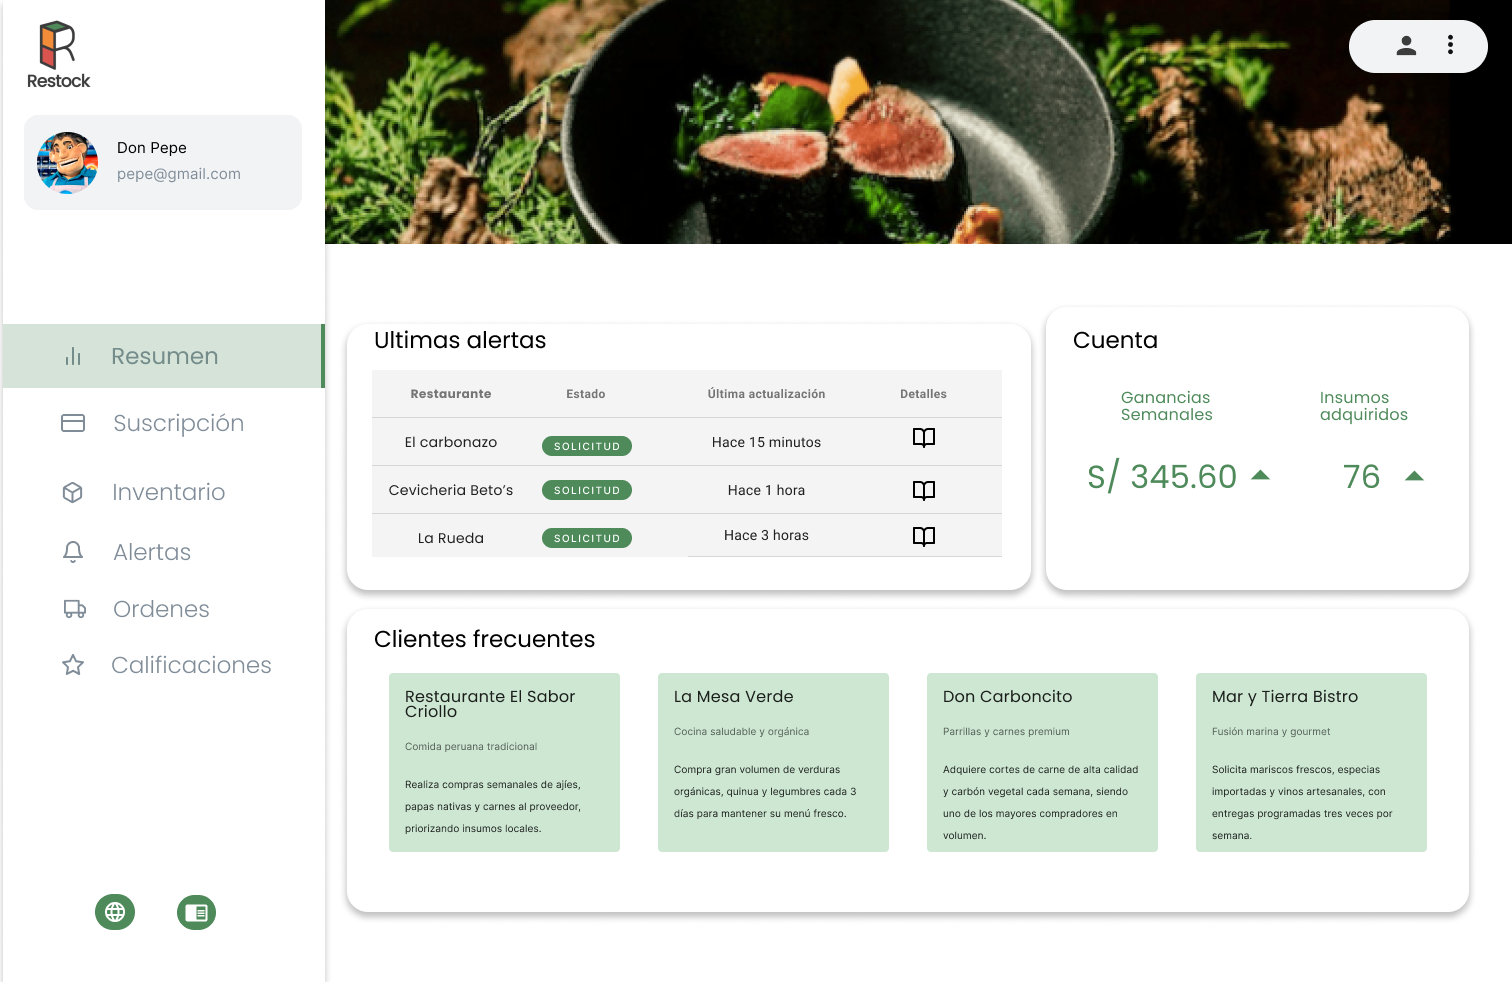 Restock
Don Pepe
pepe@gmail.com
Resumen
Suscripción
Inventario
Alertas
Ordenes
Calificaciones
Ultimas alertas
Restaurante Estado Última actualización Detalles
El carbonazo SOLICITUD Hace 15 minutos
Cevicheria Beto’s SOLICITUD Hace 1 hora
La Rueda SOLICITUD Hace 3 horas
Cuenta
Ganancias
Semanales
S/ 345.60
Insumos
adquiridos
76
Clientes frecuentes
Restaurante El Sabor
Criollo
Comida peruana tradicional
Realiza compras semanales de ajíes,
papas nativas y carnes al proveedor,
priorizando insumos locales.
La Mesa Verde
Cocina saludable y orgánica
Compra gran volumen de verduras
orgánicas, quinua y legumbres cada 3
días para mantener su menú fresco.
Don Carboncito
Parrillas y carnes premium
Adquiere cortes de carne de alta calidad
y carbón vegetal cada semana, siendo
uno de los mayores compradores en
volumen.
Mar y Tierra Bistro
Fusión marina y gourmet
Solicita mariscos frescos, especias
importadas y vinos artesanales, con
entregas programadas tres veces por
semana.